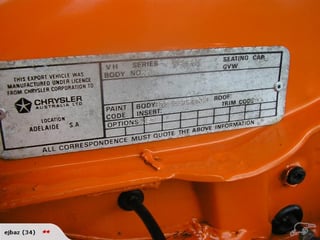 THIS EXPORT VEHICLE WAS
MANUFACTURED UNDER LICENCE
FROM CHRYSLER CORPORATION TO
CHRYSLER
AUSTRALIA LTD
LOCATION
ADELAIDE S.A
VH SERIES
SEATING CAP.
BODY NO.
GVW
PAINT BODY: ROOF
CODE INSERT: TRIM CODE
OPTIONS
ALL CORRESPONDENCE MUST QUOTE THE ABOVE INFORMATION
ejbaz (34)